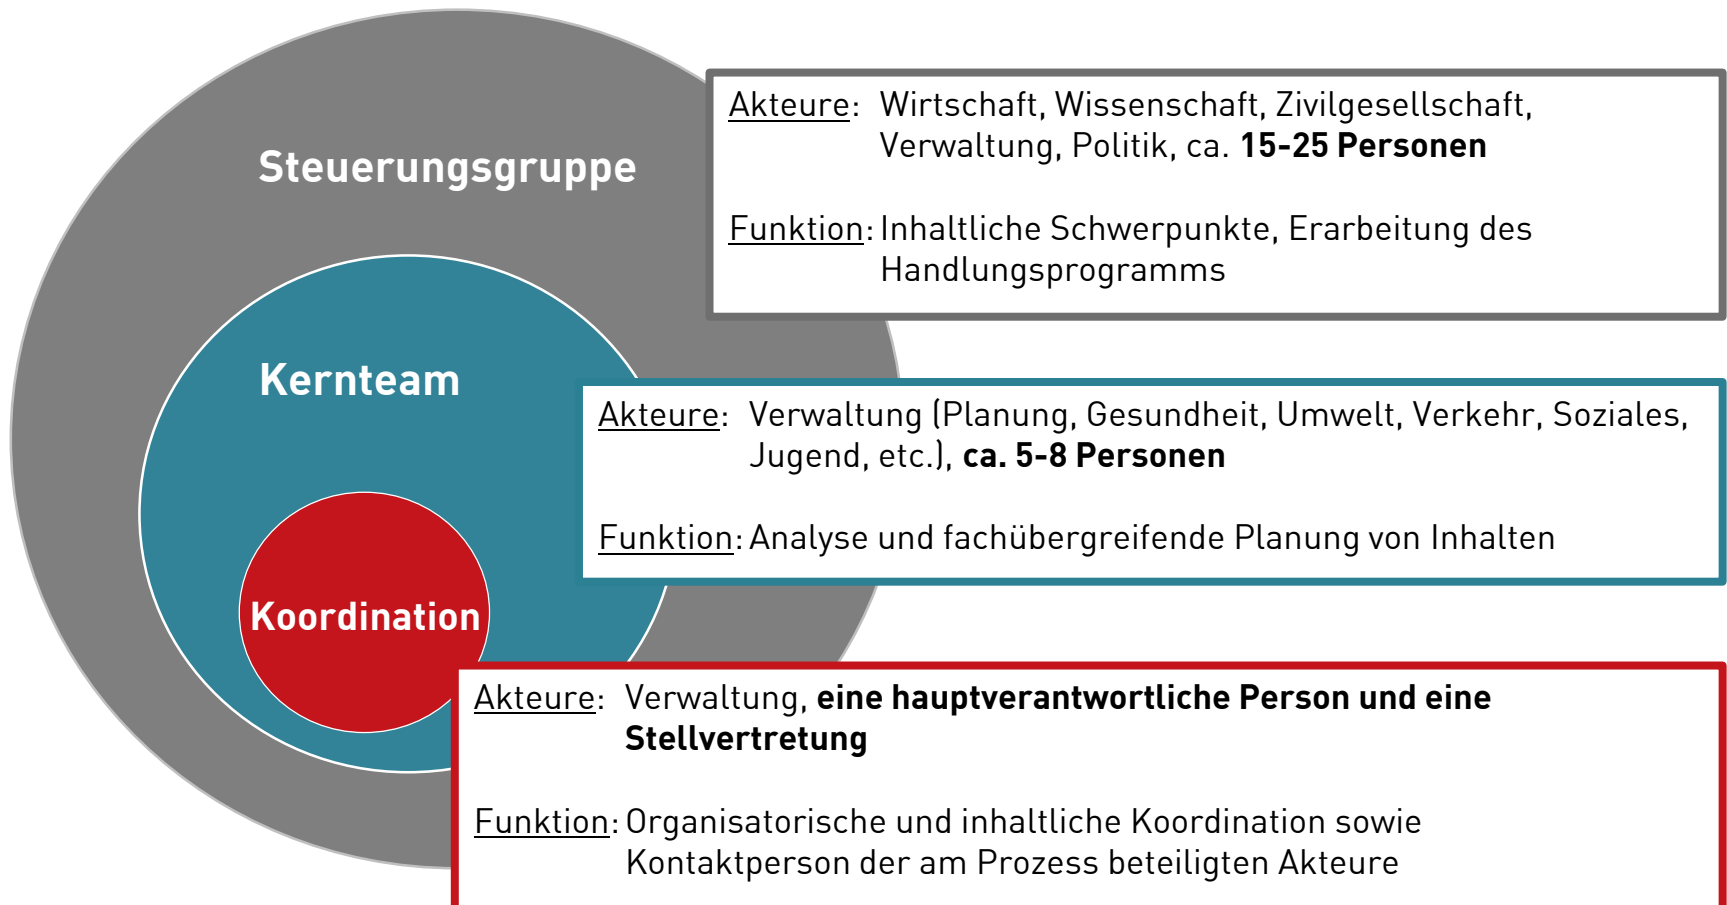 Steuerungsgruppe
Akteure: Wirtschaft, Wissenschaft, Zivilgesellschaft,
Verwaltung, Politik, ca. 15-25 Personen
Funktion: Inhaltliche Schwerpunkte, Erarbeitung des
Handlungsprogramms
Kernteam
Akteure: Verwaltung (Planung, Gesundheit, Umwelt, Verkehr, Soziales,
Jugend, etc.), ca. 5-8 Personen
Funktion: Analyse und fachübergreifende Planung von Inhalten
Koordination
Akteure: Verwaltung, eine hauptverantwortliche Person und eine
Stellvertretung
Funktion: Organisatorische und inhaltliche Koordination sowie
Kontaktperson der am Prozess beteiligten Akteure